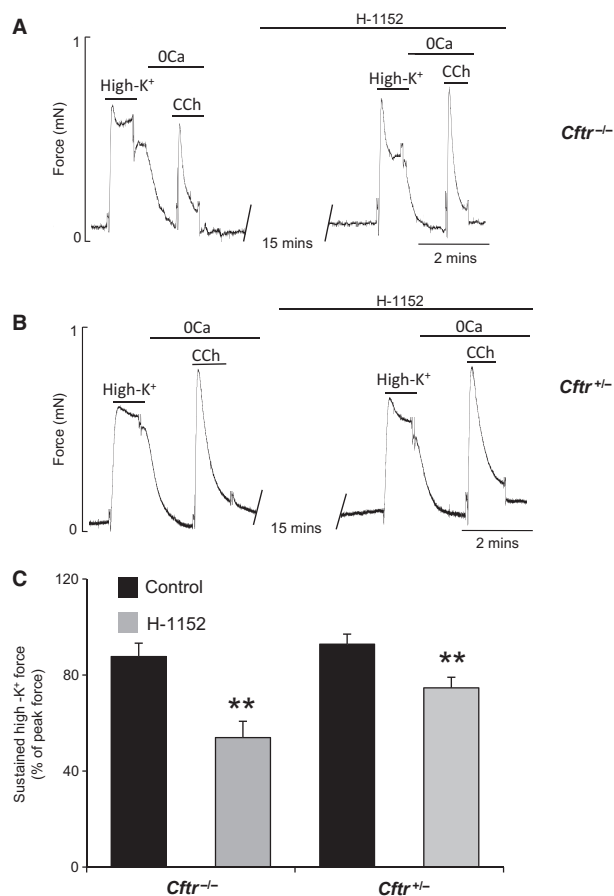 H-1152
A
0Ca
0Ca
1
High-K⁺
CCh
High-K⁺
CCh
Cftr⁻/⁻
Force (mN)
0
15 mins
2 mins
H-1152
B
0Ca
0Ca
1
CCh
CCh
High-K⁺
High-K⁺
Cftr⁺/⁻
Force (mN)
0
15 mins
2 mins
C
120
Control
H-1152
**
**
80
40
0
Sustained high -K⁺ force
(% of peak force)
Cftr⁻/⁻
Cftr⁺/⁻